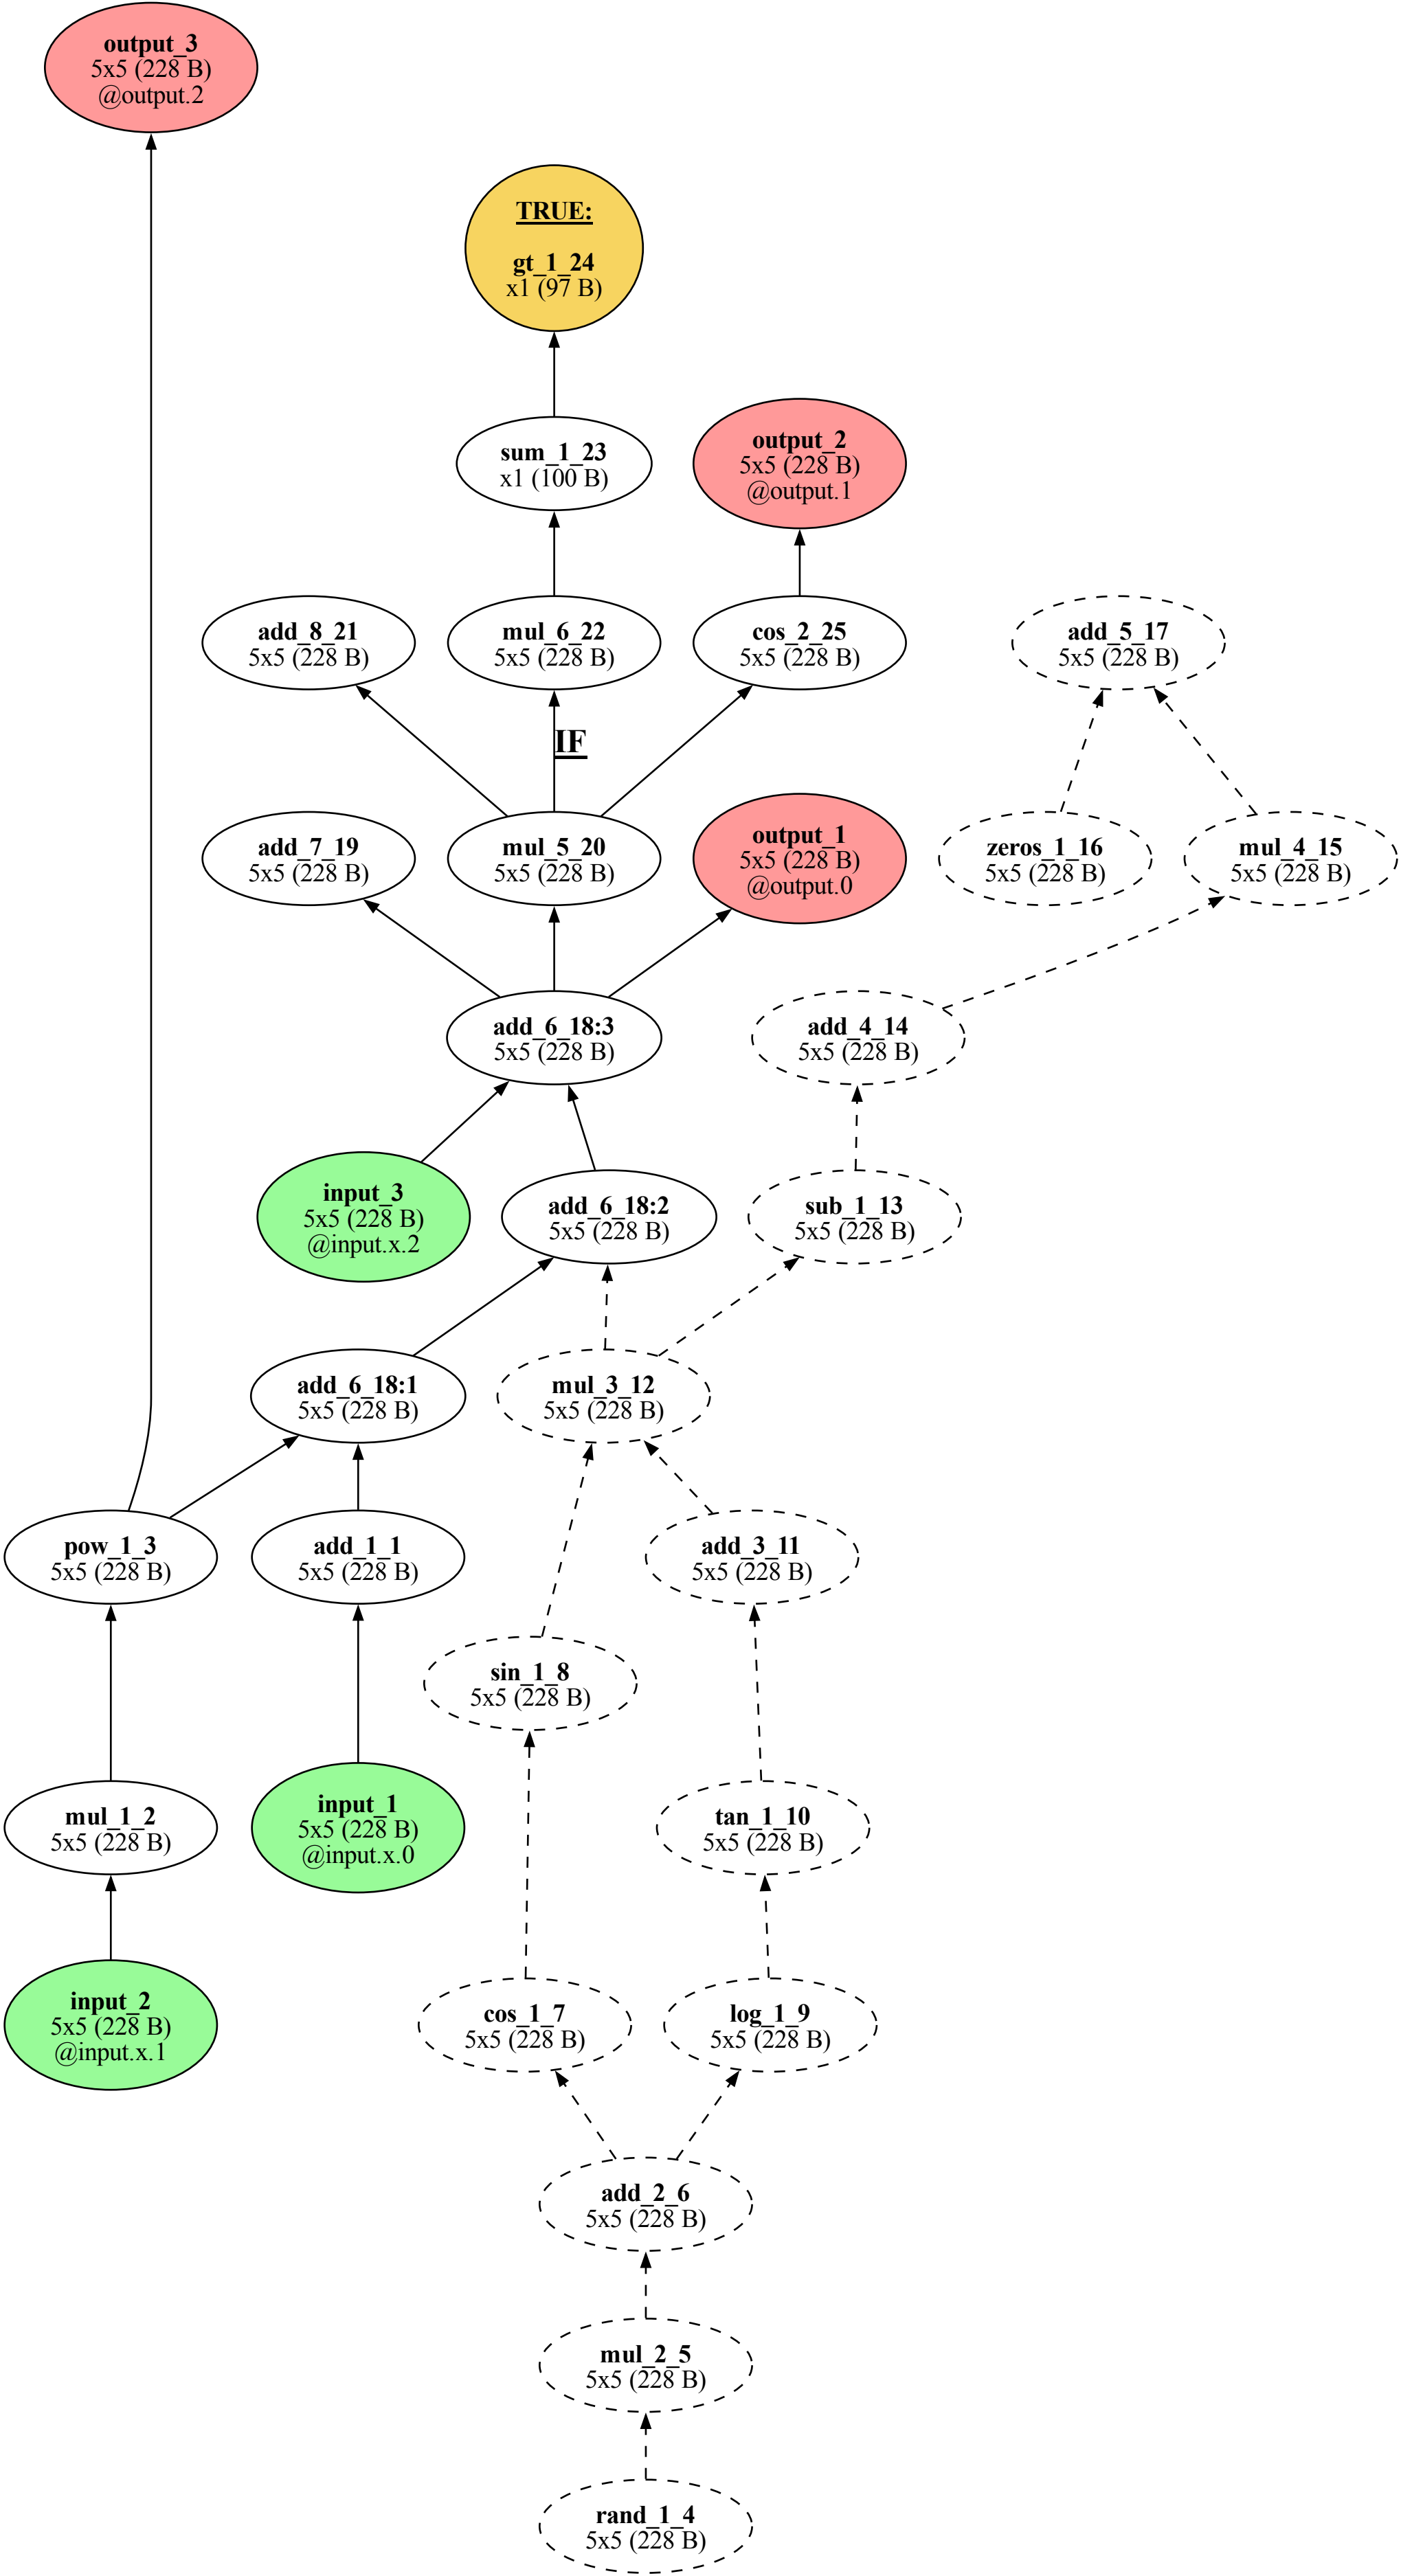 output_3
5x5 (228 B)
@output.2
TRUE:
gt_1_24
x1 (97 B)
sum_1_23
x1 (100 B)
output_2
5x5 (228 B)
@output.1
add_8_21
5x5 (228 B)
mul_6_22
5x5 (228 B)
cos_2_25
5x5 (228 B)
add_5_17
5x5 (228 B)
IF
add_7_19
5x5 (228 B)
mul_5_20
5x5 (228 B)
output_1
5x5 (228 B)
@output.0
zeros_1_16
5x5 (228 B)
mul_4_15
5x5 (228 B)
add_6_18:3
5x5 (228 B)
add_4_14
5x5 (228 B)
input_3
5x5 (228 B)
@input.x.2
add_6_18:2
5x5 (228 B)
sub_1_13
5x5 (228 B)
add_6_18:1
5x5 (228 B)
mul_3_12
5x5 (228 B)
pow_1_3
5x5 (228 B)
add_1_1
5x5 (228 B)
add_3_11
5x5 (228 B)
sin_1_8
5x5 (228 B)
mul_1_2
5x5 (228 B)
input_1
5x5 (228 B)
@input.x.0
tan_1_10
5x5 (228 B)
input_2
5x5 (228 B)
@input.x.1
cos_1_7
5x5 (228 B)
log_1_9
5x5 (228 B)
add_2_6
5x5 (228 B)
mul_2_5
5x5 (228 B)
rand_1_4
5x5 (228 B)